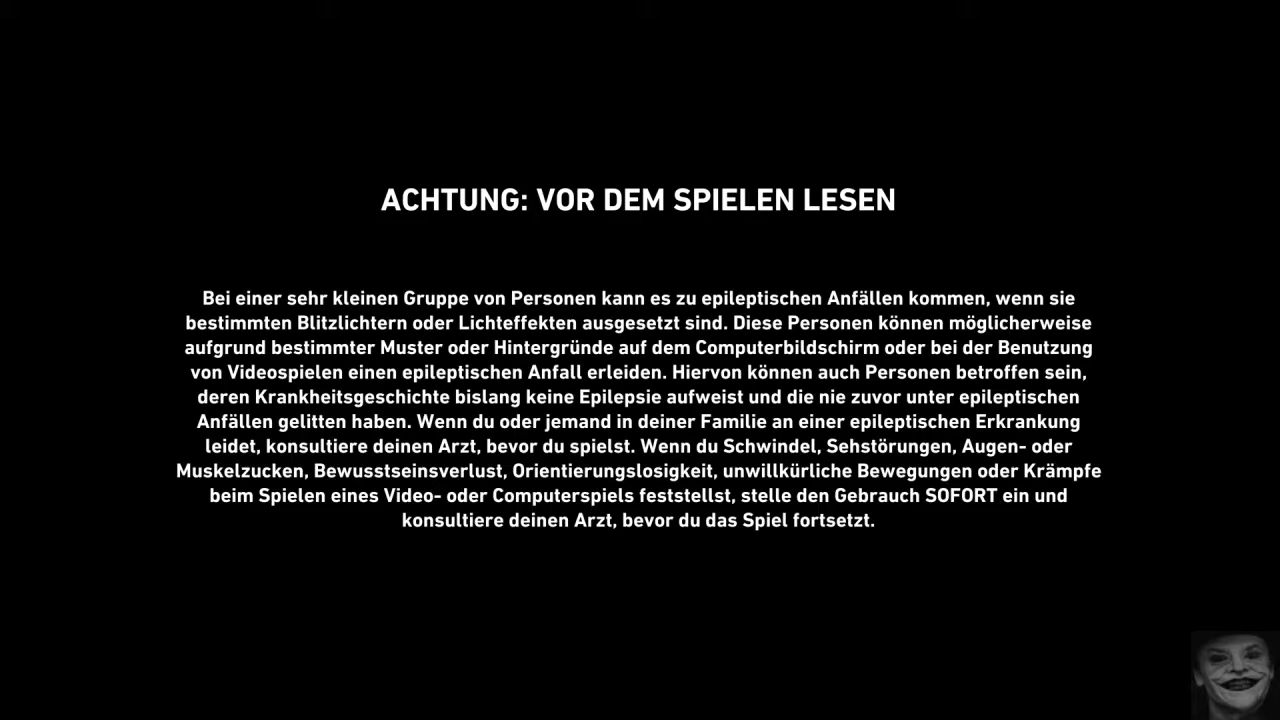 ACHTUNG: VOR DEM SPIELEN LESEN
Bei einer sehr kleinen Gruppe von Personen kann es zu epileptischen Anfällen kommen, wenn sie
bestimmten Blitzlichtern oder Lichteffekten ausgesetzt sind. Diese Personen können möglicherweise
aufgrund bestimmter Muster oder Hintergründe auf dem Computerbildschirm oder bei der Benutzung
von Videospielen einen epileptischen Anfall erleiden. Hiervon können auch Personen betroffen sein,
deren Krankheitsgeschichte bislang keine Epilepsie aufweist und die nie zuvor unter epileptischen
Anfällen gelitten haben. Wenn du oder jemand in deiner Familie an einer epileptischen Erkrankung
leidet, konsultiere deinen Arzt, bevor du spielst. Wenn du Schwindel, Sehstörungen, Augen- oder
Muskelzucken, Bewusstseinsverlust, Orientierungslosigkeit, unwillkürliche Bewegungen oder Krämpfe
beim Spielen eines Video- oder Computerspiels feststellst, stelle den Gebrauch SOFORT ein und
konsultiere deinen Arzt, bevor du das Spiel fortsetzt.